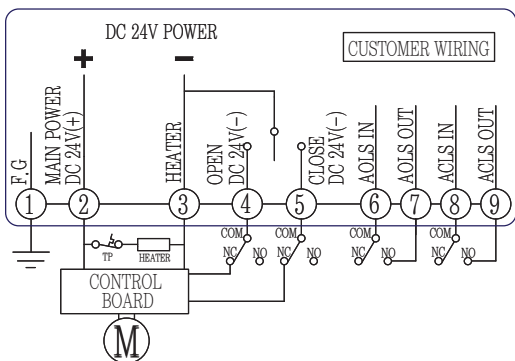 DC 24V POWER
CUSTOMER WIRING
+
−
F.G
MAIN POWER
DC 24V(+)
HEATER
OPEN
DC 24V(-)
CLOSE
DC 24V(-)
AOLS IN
AOLS OUT
ACLS IN
ACLS OUT
1
2
3
4
5
6
7
8
9
TP
HEATER
COM
NC
NO
COM
NC
NO
COM
NC
NO
COM
NC
NO
CONTROL
BOARD
M